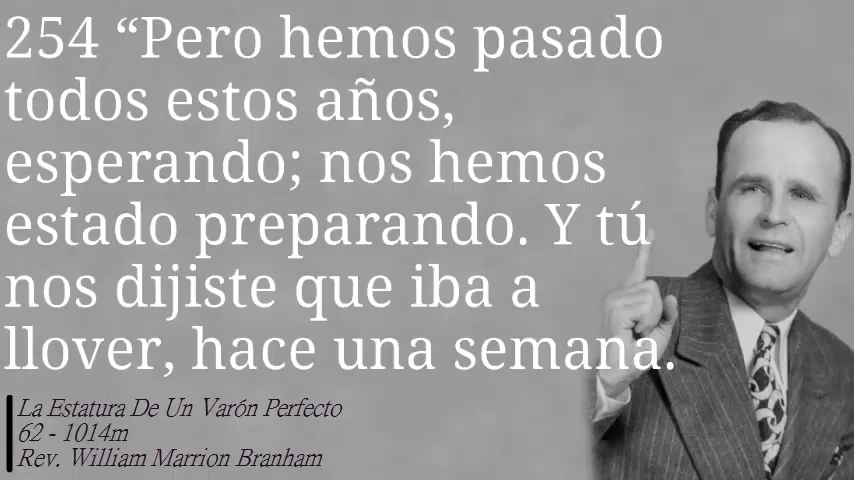 254 “Pero hemos pasado
todos estos años,
esperando; nos hemos
estado preparando. Y tú
nos dijiste que iba a
llover, hace una semana.
La Estatura De Un Varón Perfecto
62 - 1014m
Rev. William Marrion Branham